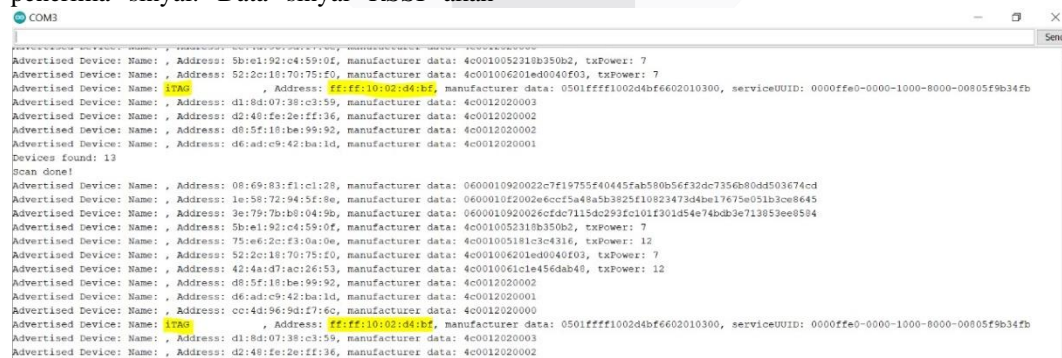 penerima sinyal. Data sinyal RSSI akan
COM3
Send
Advertised Device: Name: , Address: 5b:e1:92:c4:59:0f, manufacturer data: 4c0010052318b350b2, txPower: 7
Advertised Device: Name: , Address: 52:2c:18:70:75:f0, manufacturer data: 4c001006201ed0040f03, txPower: 7
Advertised Device: Name: iTAG , Address: ff:ff:10:02:d4:bf, manufacturer data: 0501ffff1002d4bf6602010300, serviceUUID: 0000ffe0-0000-1000-8000-00805f9b34fb
Advertised Device: Name: , Address: d1:8d:07:38:c3:59, manufacturer data: 4c0012020003
Advertised Device: Name: , Address: d2:48:fe:2e:ff:36, manufacturer data: 4c0012020002
Advertised Device: Name: , Address: d8:5f:18:be:99:92, manufacturer data: 4c0012020002
Advertised Device: Name: , Address: d6:ad:c9:42:ba:1d, manufacturer data: 4c0012020001
Devices found: 13
Scan done!
Advertised Device: Name: , Address: 08:69:83:f1:c1:28, manufacturer data: 0600010920022c7f19755f40445fab580b56f32dc7356b80dd503674cd
Advertised Device: Name: , Address: 1e:58:72:94:5f:8e, manufacturer data: 0600010f2002e6ccf5a48a5b3825f10823473d4be17675e051b3ce8645
Advertised Device: Name: , Address: 3e:79:7b:b8:04:9b, manufacturer data: 060001092002 6cfdc7115dc293fc101f301d54e74bdb3e713853ee8584
Advertised Device: Name: , Address: 5b:e1:92:c4:59:0f, manufacturer data: 4c0010052318b350b2, txPower: 7
Advertised Device: Name: , Address: 75:e6:2c:f3:0a:0e, manufacturer data: 4c001005181c3c4316, txPower: 12
Advertised Device: Name: , Address: 52:2c:18:70:75:f0, manufacturer data: 4c001006201ed0040f03, txPower: 7
Advertised Device: Name: , Address: 42:4a:d7:ac:26:53, manufacturer data: 4c0010061c1e456dab48, txPower: 12
Advertised Device: Name: , Address: d8:5f:18:be:99:92, manufacturer data: 4c0012020002
Advertised Device: Name: , Address: d6:ad:c9:42:ba:1d, manufacturer data: 4c0012020001
Advertised Device: Name: , Address: cc:4d:96:9d:f7:6c, manufacturer data: 4c0012020000
Advertised Device: Name: iTAG , Address: ff:ff:10:02:d4:bf, manufacturer data: 0501ffff1002d4bf6602010300, serviceUUID: 0000ffe0-0000-1000-8000-00805f9b34fb
Advertised Device: Name: , Address: d1:8d:07:38:c3:59, manufacturer data: 4c0012020003
Advertised Device: Name: , Address: d2:48:fe:2e:ff:36, manufacturer data: 4c0012020002